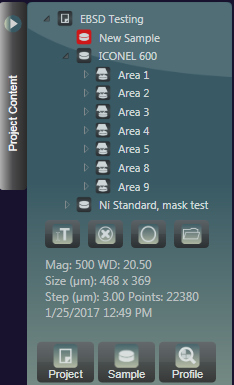 Project Content
EBSD Testing
New Sample
ICONEL 600
Area 1
Area 2
Area 3
Area 4
Area 5
Area 8
Area 9
Ni Standard, mask test
T
Mag: 500 WD: 20.50
Size (µm): 468 x 369
Step (µm): 3.00 Points: 22380
1/25/2017 12:49 PM
Project Sample Profile